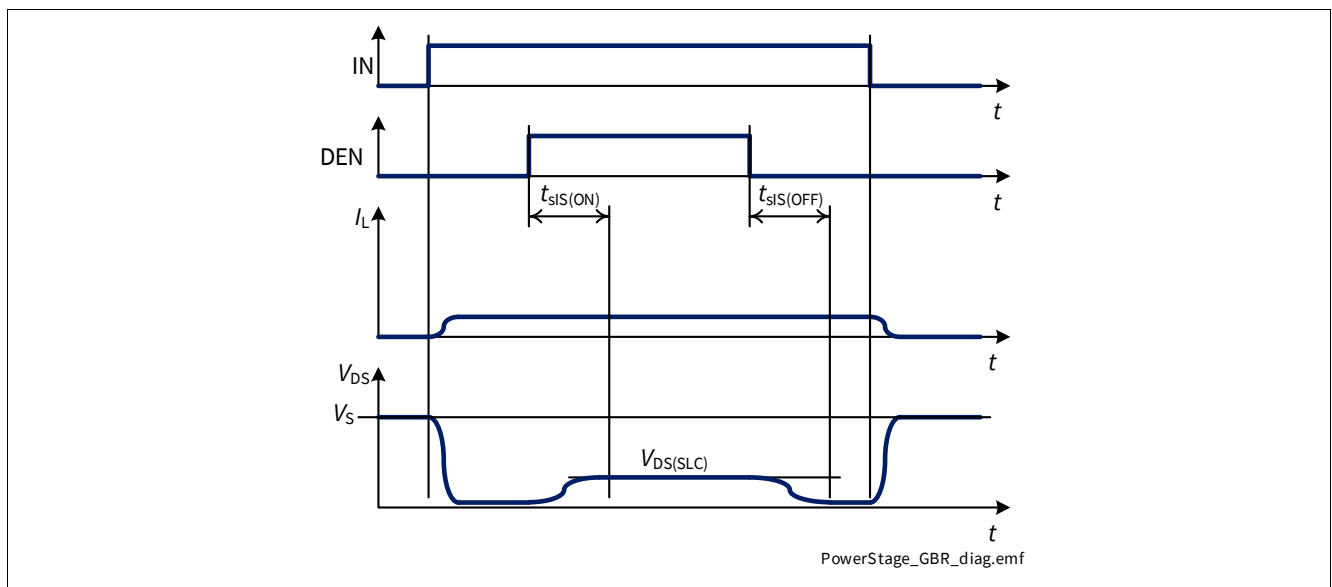 IN
t
DEN
t
tsIS(ON)
tsIS(OFF)
IL
t
VDS
VS
VDS(SLC)
t
PowerStage_GBR_diag.emf